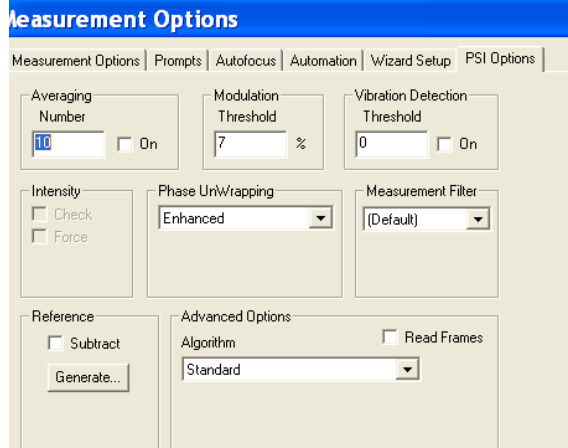 Measurement Options
Measurement Options Prompts Autofocus Automation Wizard Setup PSI Options
Averaging Modulation Vibration Detection
Number Threshold Threshold
10 On 7 % 0 On
Intensity Phase UnWrapping Measurement Filter
Check Enhanced (Default)
Force
Reference Advanced Options
Subtract Algorithm Read Frames
Generate... Standard